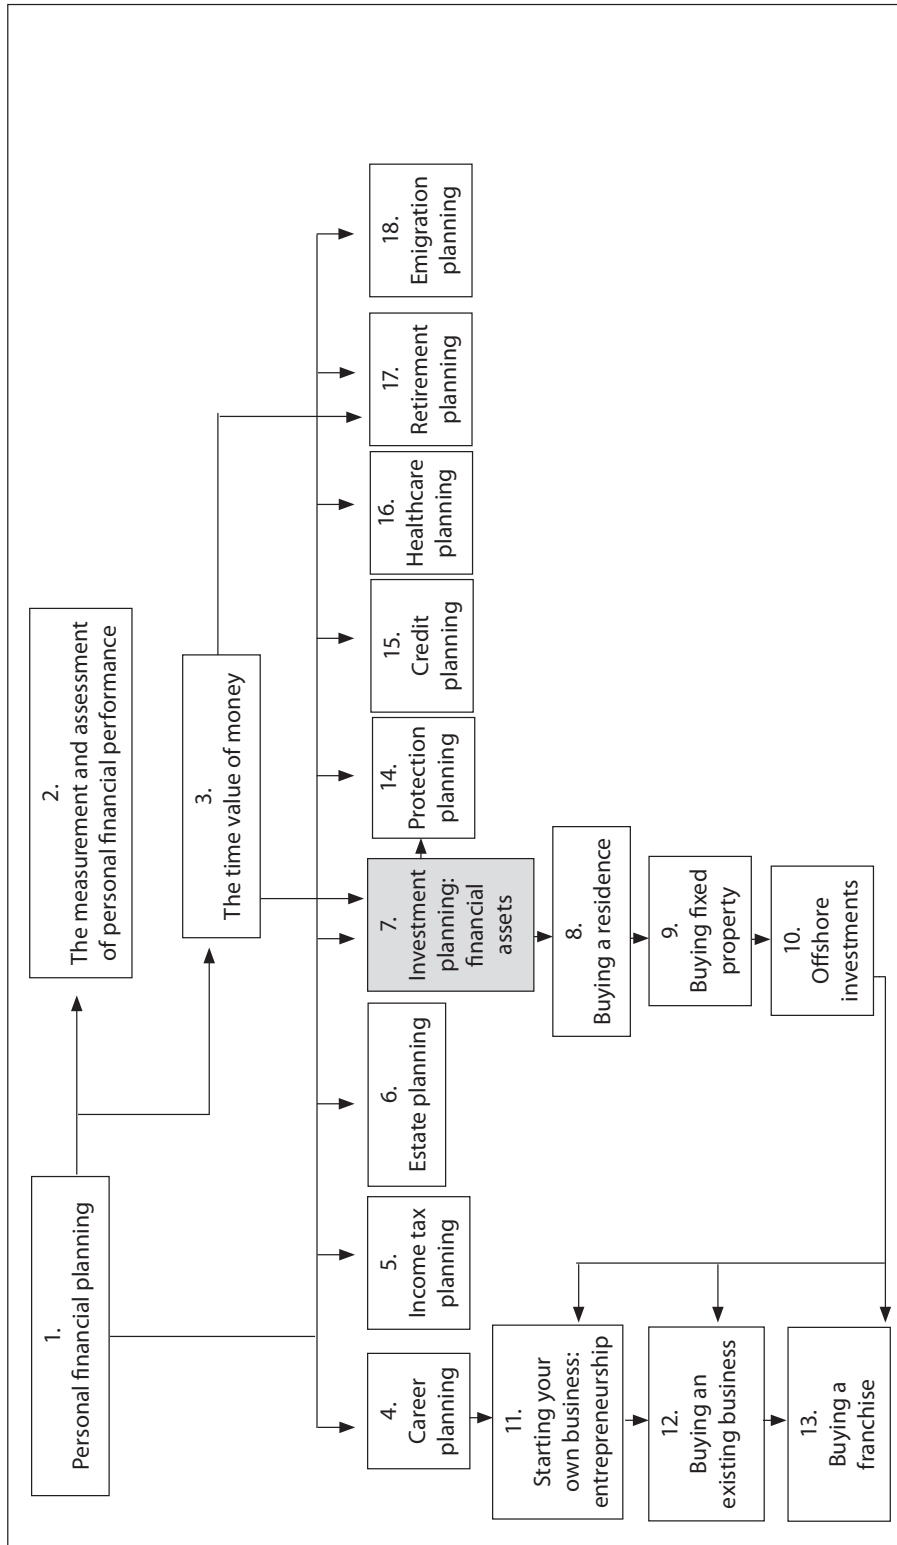 1.
Personal financial planning
2.
The measurement and assessment
of personal financial performance
3.
The time value of money
4.
Career
planning
5.
Income tax
planning
6.
Estate planning
7.
Investment
planning:
financial
assets
14.
Protection
planning
15.
Credit
planning
16.
Healthcare
planning
17.
Retirement
planning
18.
Emigration
planning
8.
Buying a residence
9.
Buying fixed
property
10.
Offshore
investments
11.
Starting your
own business:
entrepreneurship
12.
Buying an
existing business
13.
Buying a
franchise